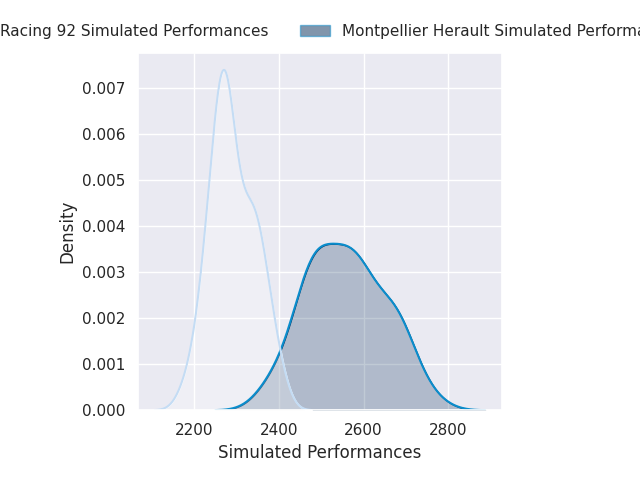 Racing 92 Simulated Performances
Montpellier Herault Simulated Performa
0.007
0.006
0.005
0.004
0.003
0.002
0.001
0.000
Density
2200 2400 2600 2800
Simulated Performances